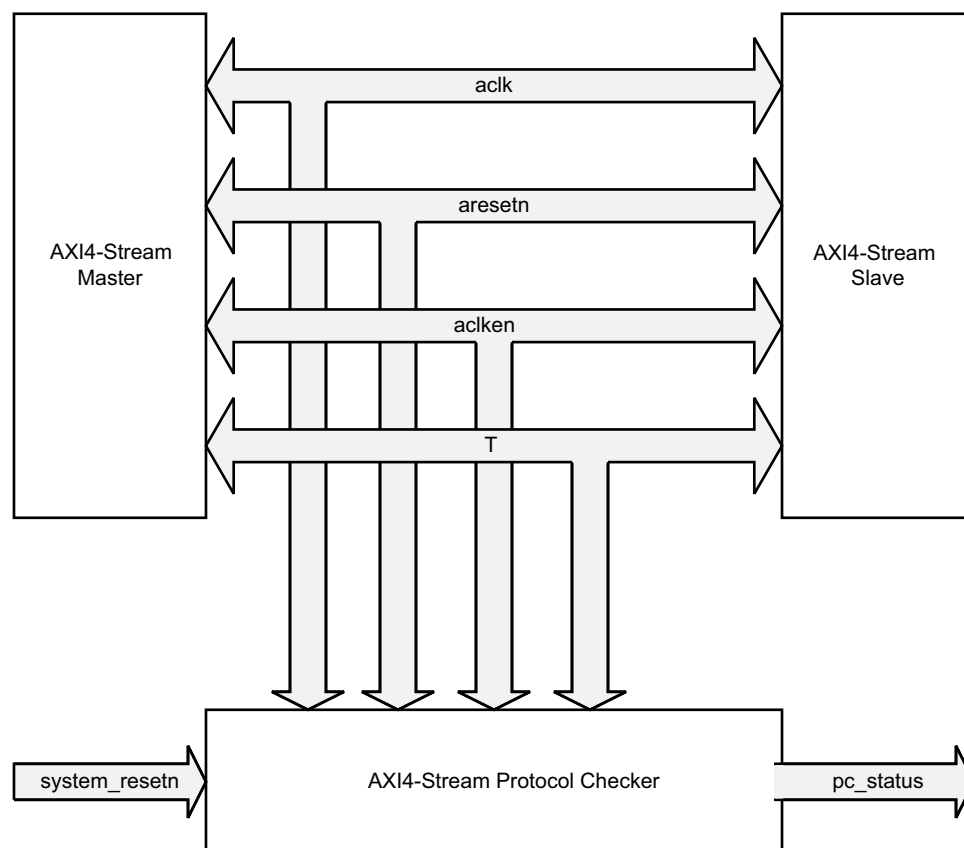 aclk
aresetn
AXI4-Stream
Master
AXI4-Stream
Slave
aclken
T
system_resetn
AXI4-Stream Protocol Checker
pc_status